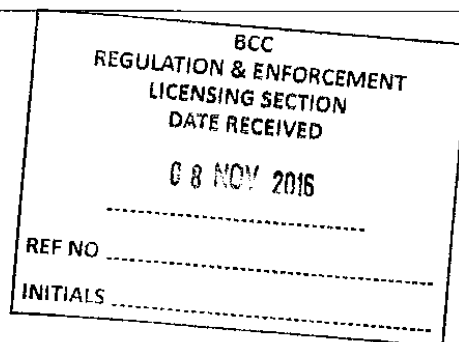 BCC
REGULATION & ENFORCEMENT
LICENSING SECTION
DATE RECEIVED
08 NOV 2016
REF NO
INITIALS